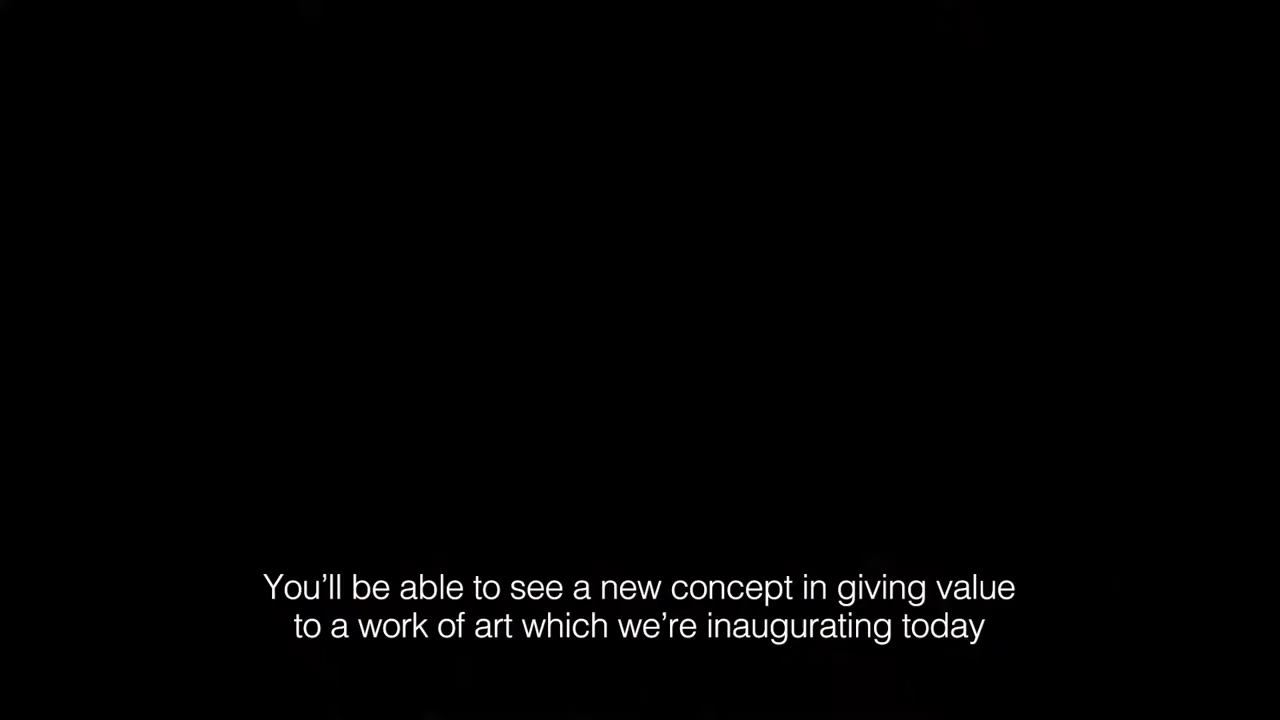 You’ll be able to see a new concept in giving value
to a work of art which we’re inaugurating today